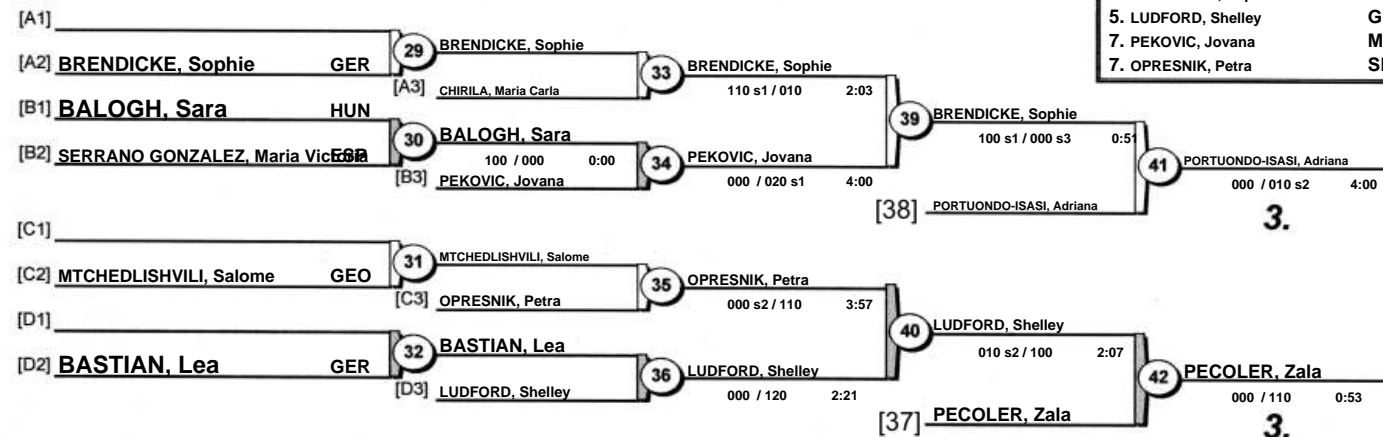 5. LUDFORD, Shelley G
7. PEKOVIC, Jovana M
7. OPRESNIK, Petra
[A1]
[A2] BRENDICKE, Sophie GER
29
BRENDICKE, Sophie
[A3] CHIRILA, Maria Carla
33
BRENDICKE, Sophie
110 s1 / 010 2:03
[B1] BALOGH, Sara HUN
[B2] SERRANO GONZALEZ, Maria Victoria ESP
30
BALOGH, Sara
100 / 000 0:00
[B3] PEKOVIC, Jovana
34
PEKOVIC, Jovana
000 / 020 s1 4:00
39
BRENDICKE, Sophie
100 s1 / 000 s3 0:51
[38] PORTUONDO-ISASI, Adriana
41
PORTUONDO-ISASI, Adriana
000 / 010 s2 4:00
3.
[C1]
[C2] MTCHEDLISHVILI, Salome GEO
31
MTCHEDLISHVILI, Salome
[C3] OPRESNIK, Petra
35
OPRESNIK, Petra
000 s2 / 110 3:57
[D1]
[D2] BASTIAN, Lea GER
32
BASTIAN, Lea
[D3] LUDFORD, Shelley
36
LUDFORD, Shelley
000 / 120 2:21
40
LUDFORD, Shelley
010 s2 / 100 2:07
[37] PECOLER, Zala
42
PECOLER, Zala
000 / 110 0:53
3.